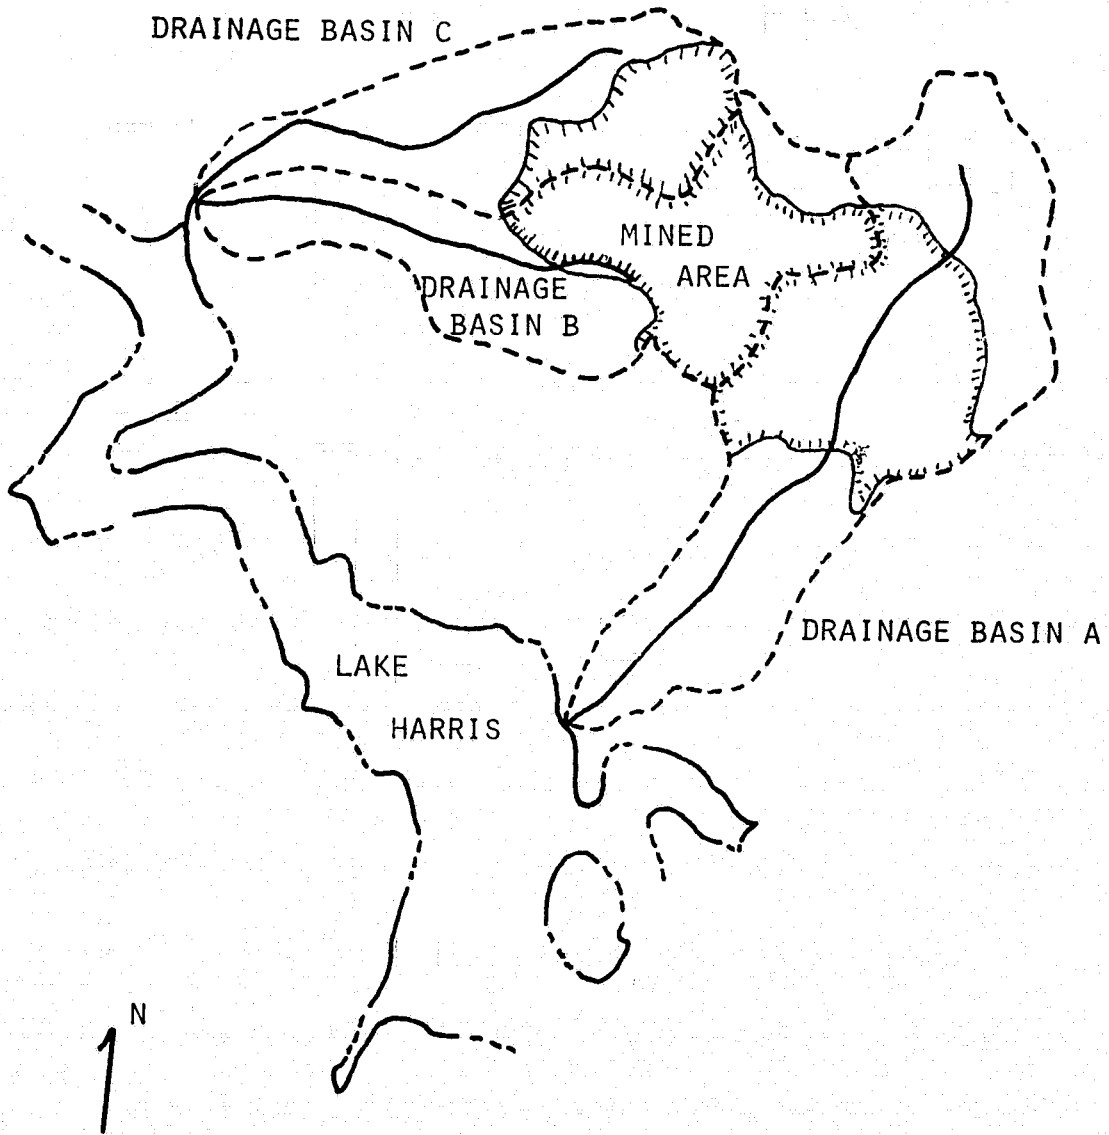 DRAINAGE BASIN C
MINED
AREA
DRAINAGE
BASIN B
DRAINAGE BASIN A
LAKE
HARRIS
N